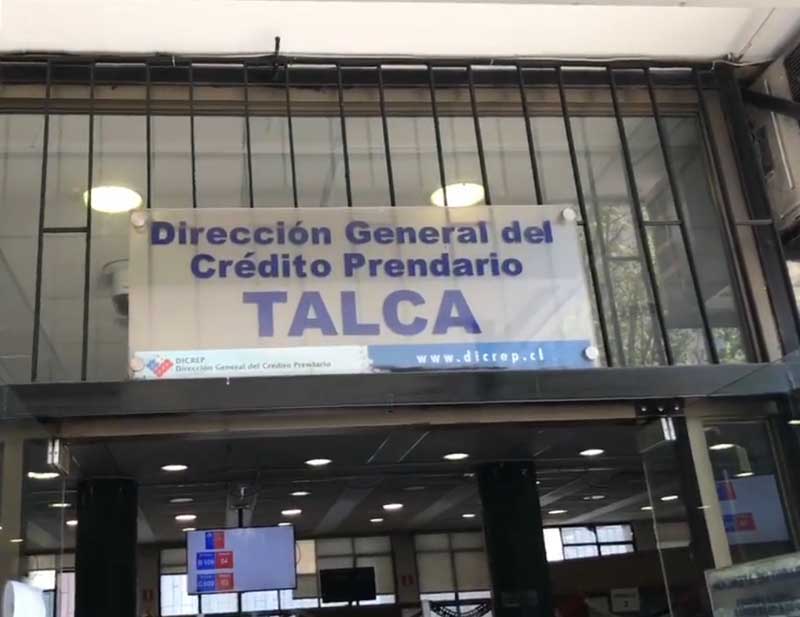 Dirección General del
Crédito Prendario
TALCA
DICREP
Dirección General del Crédito Prendario
www.dicrep.cl